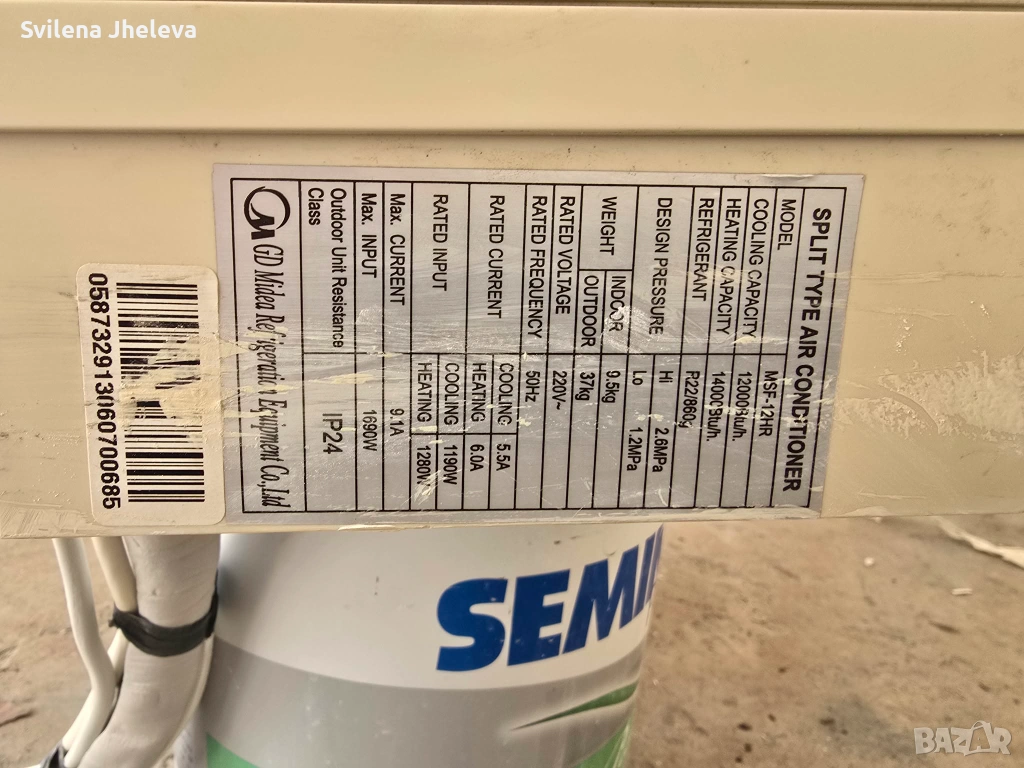 Svilena Jheleva
SPLIT TYPE AIR CONDITIONER
MODEL MSF-12HR
COOLING CAPACITY 12000Btu/h.
HEATING CAPACITY 14000Btu/h.
REFRIGERANT R22/860g
DESIGN PRESSURE Hi 2.6MPa
Lo 1.2MPa
WEIGHT INDOOR 9.5kg
OUTDOOR 37kg
RATED VOLTAGE 220V~
RATED FREQUENCY 50Hz
RATED CURRENT COOLING 5.5A
HEATING 6.0A
RATED INPUT COOLING 1190W
HEATING 1280W
Max. CURRENT 9.1A
Max. INPUT 1690W
Outdoor Unit Resistance
Class IP24
GD Midea Refrigeratin Equipment Co.,Ltd
058732913060700685
SEMI
BAZAR